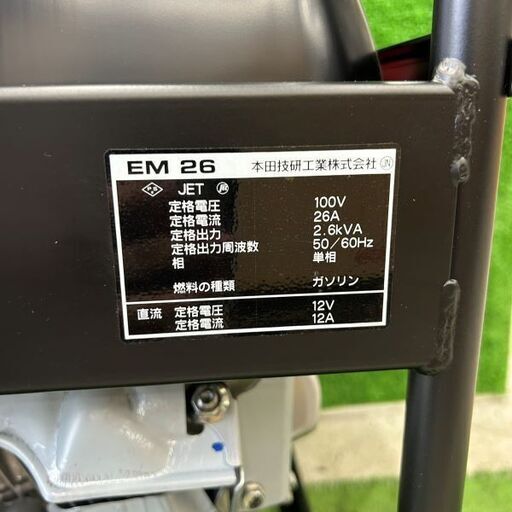 EM 26 本田技研工業株式会社 JN
JET
定格電圧 100V
定格電流 26A
定格出力 2.6kVA
定格出力周波数 50/60Hz
相 単相
燃料の種類 ガソリン
直流 定格電圧 12V
定格電流 12A